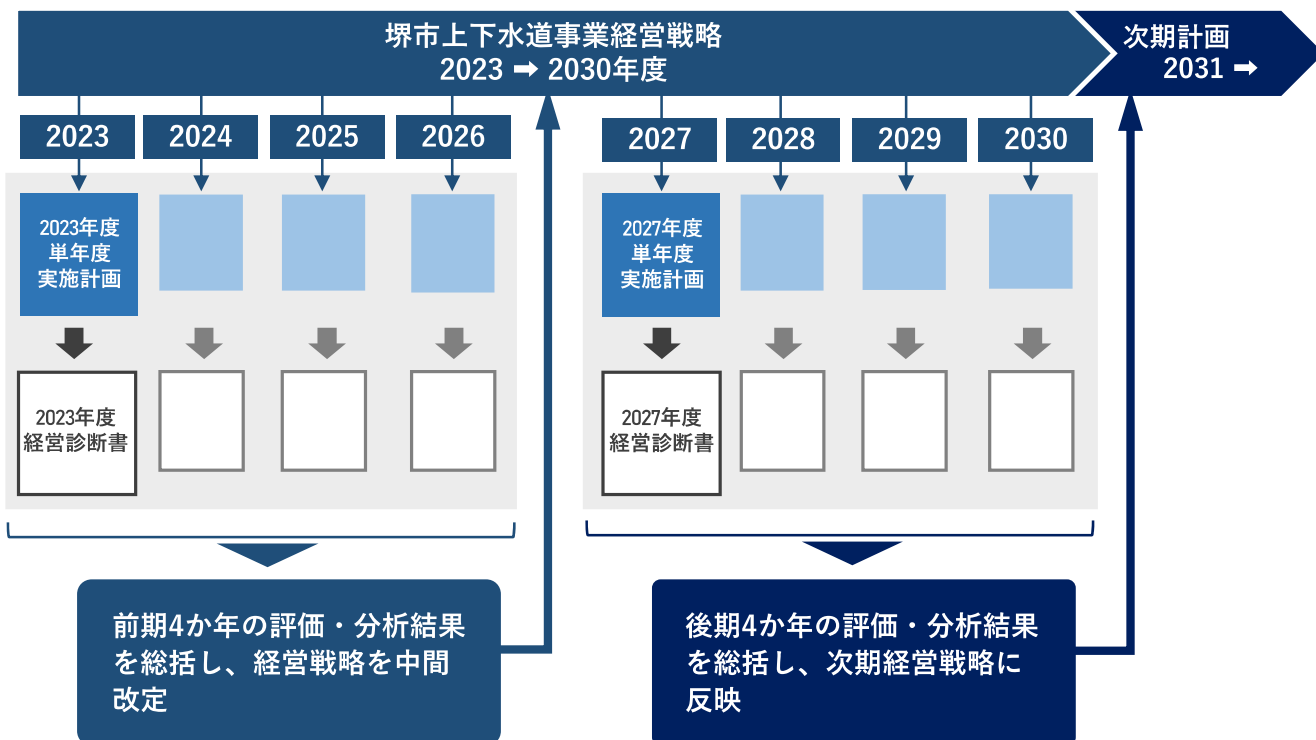 堺市上下水道事業経営戦略
2023 ➡ 2030年度
次期計画
2031 ➡
2023
2024
2025
2026
2027
2028
2029
2030
2023年度
単年度
実施計画
2027年度
単年度
実施計画
2023年度
経営診断書
2027年度
経営診断書
前期4か年の評価・分析結果
を総括し、経営戦略を中間
改定
後期4か年の評価・分析結果
を総括し、次期経営戦略に
反映